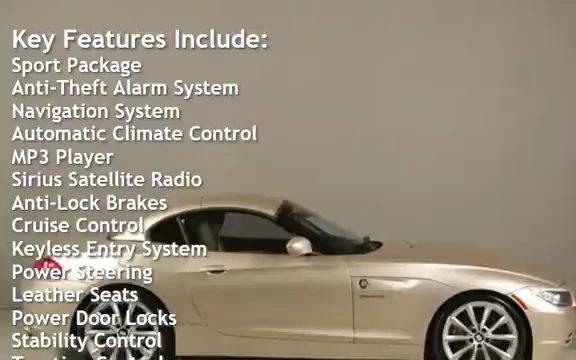 Key Features Include:
Sport Package
Anti-Theft Alarm System
Navigation System
Automatic Climate Control
MP3 Player
Sirius Satellite Radio
Anti-Lock Brakes
Cruise Control
Keyless Entry System
Power Steering
Leather Seats
Power Door Locks
Stability Control